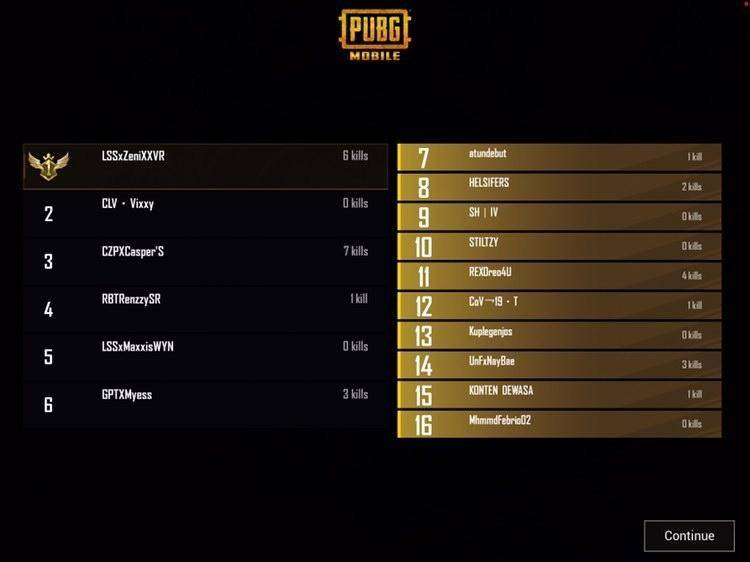 PUBG
MOBILE
1
LSSxZeniXXVR 6 kills
2 CLV • Vixxy 0 kills
3 CZPXCasper'S 7 kills
4 RBTRenzzySR 1 kill
5 LSSxMaxxisWYN 0 kills
6 GPTXMyess 3 kills
7 atundebut 1 kill
8 HELSIFERS 2 kills
9 SH | IV 0 kills
10 STILTZY 0 kills
11 REXOreo4U 4 kills
12 CoV一19 • T 1 kill
13 Kuplegenjos 0 kills
14 UnFxNayBae 3 kills
15 KONTEN DEWASA 1 kill
16 MhmmdFebrio02 0 kills
Continue